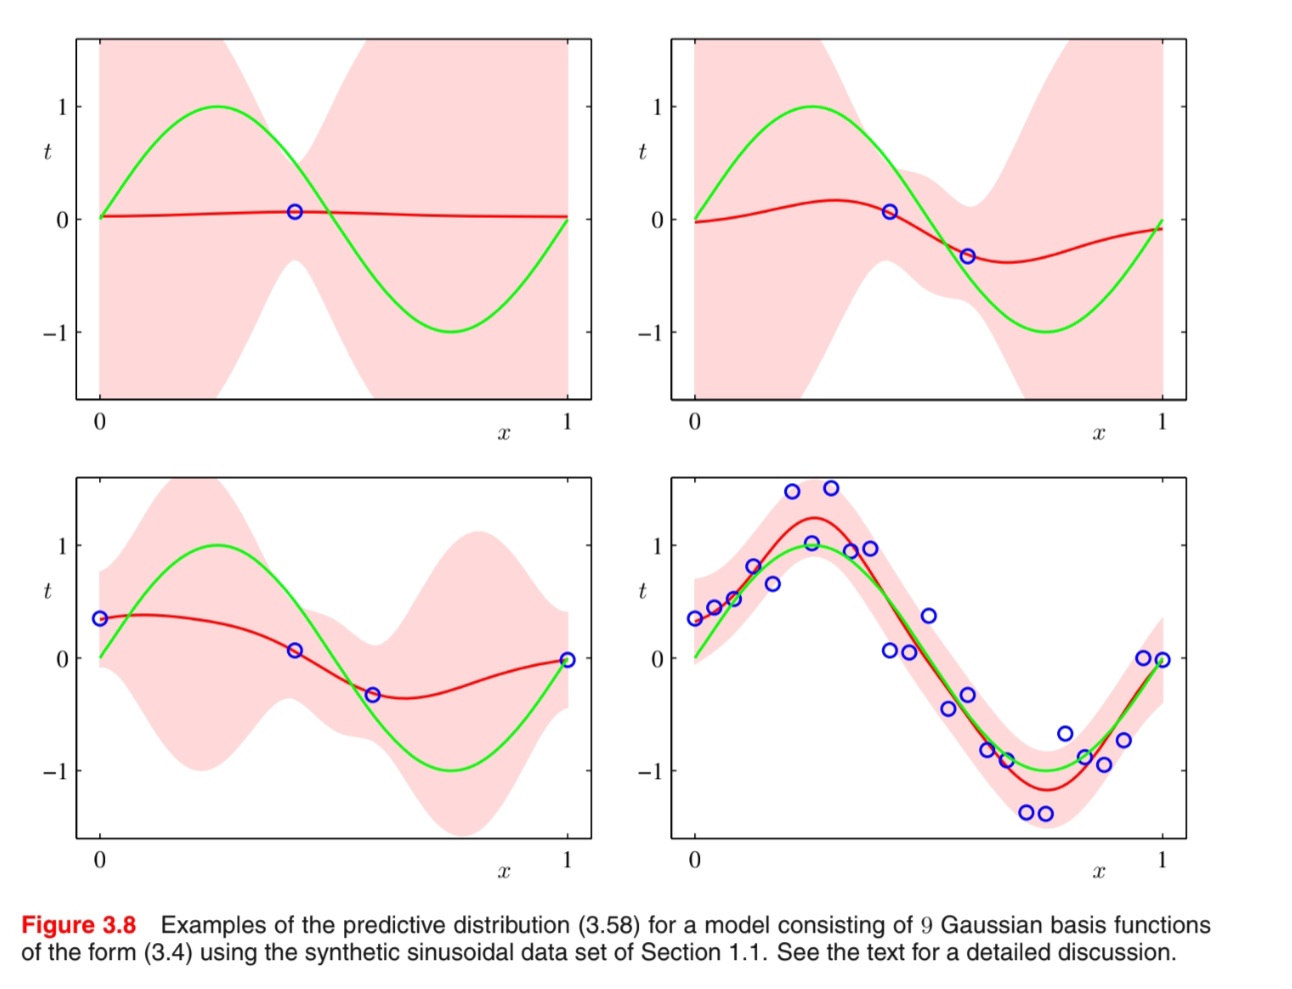 1
t
0
−1
0
x
1
1
t
0
−1
0
x
1
1
t
0
−1
0
x
1
1
t
0
−1
0
x
1
Figure 3.8 Examples of the predictive distribution (3.58) for a model consisting of 9 Gaussian basis functions
of the form (3.4) using the synthetic sinusoidal data set of Section 1.1. See the text for a detailed discussion.